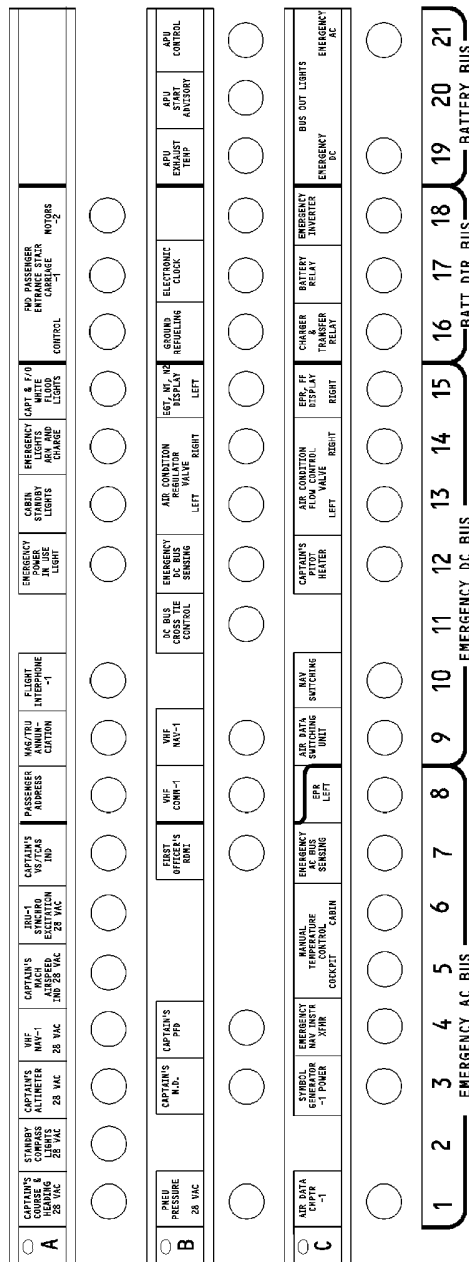 A
CAPTAIN'S
COURSE &
HEADING
28 VAC
STANDBY
COMPASS
LIGHTS
28 VAC
CAPTAIN'S
ALTIMETER
28 VAC
VHF
NAV-1
28 VAC
CAPTAIN'S
MACH
AIRSPEED
IND 28 VAC
IRU-1
SYNCHRO
EXCITATION
28 VAC
CAPTAIN'S
VS/TCAS
IND
PASSENGER
ADDRESS
MAG/TRU
ANNUN-
CIATION
FLIGHT
INTERPHONE
-1
EMERGENCY
POWER
IN USE
LIGHT
CABIN
STANDBY
LIGHTS
EMERGENCY
LIGHTS
ARM AND
CHARGE
CAPT & F/O
WHITE
FLOOD
LIGHTS
FWD PASSENGER
ENTRANCE STAIR
CARRIAGE MOTORS
CONTROL -1 -2
B
PNEU
PRESSURE
28 VAC
CAPTAIN'S
N.D.
CAPTAIN'S
PFD
FIRST
OFFICER'S
RDMI
VHF
COMM-1
VHF
NAV-1
DC BUS
CROSS TIE
CONTROL
EMERGENCY
DC BUS
SENSING
AIR CONDITION
REGULATOR
VALVE
LEFT RIGHT
EGT, N1, N2
DISPLAY
LEFT
GROUND
REFUELING
ELECTRONIC
CLOCK
APU
EXHAUST
TEMP
APU
START
ADVISORY
APU
CONTROL
C
AIR DATA
CMPTR
-1
SYMBOL
GENERATOR
-1 POWER
EMERGENCY
NAV INSTR
XFMR
MANUAL
TEMPERATURE
CONTROL
COCKPIT CABIN
EMERGENCY
AC BUS
SENSING
EPR
LEFT
AIR DATA
SWITCHING
UNIT
NAV
SWITCHING
CAPTAIN'S
PITOT
HEATER
AIR CONDITION
FLOW CONTROL
VALVE
LEFT RIGHT
EPR, FF
DISPLAY
RIGHT
CHARGER
&
TRANSFER
RELAY
BATTERY
RELAY
EMERGENCY
INVERTER
BUS OUT LIGHTS
EMERGENCY EMERGENCY
DC AC
1 2 3 4 5 6 7 8 9 10 11 12 13 14 15 16 17 18 19 20 21
EMERGENCY AC BUS EMERGENCY DC BUS BATT DIR BUS BATTERY BUS